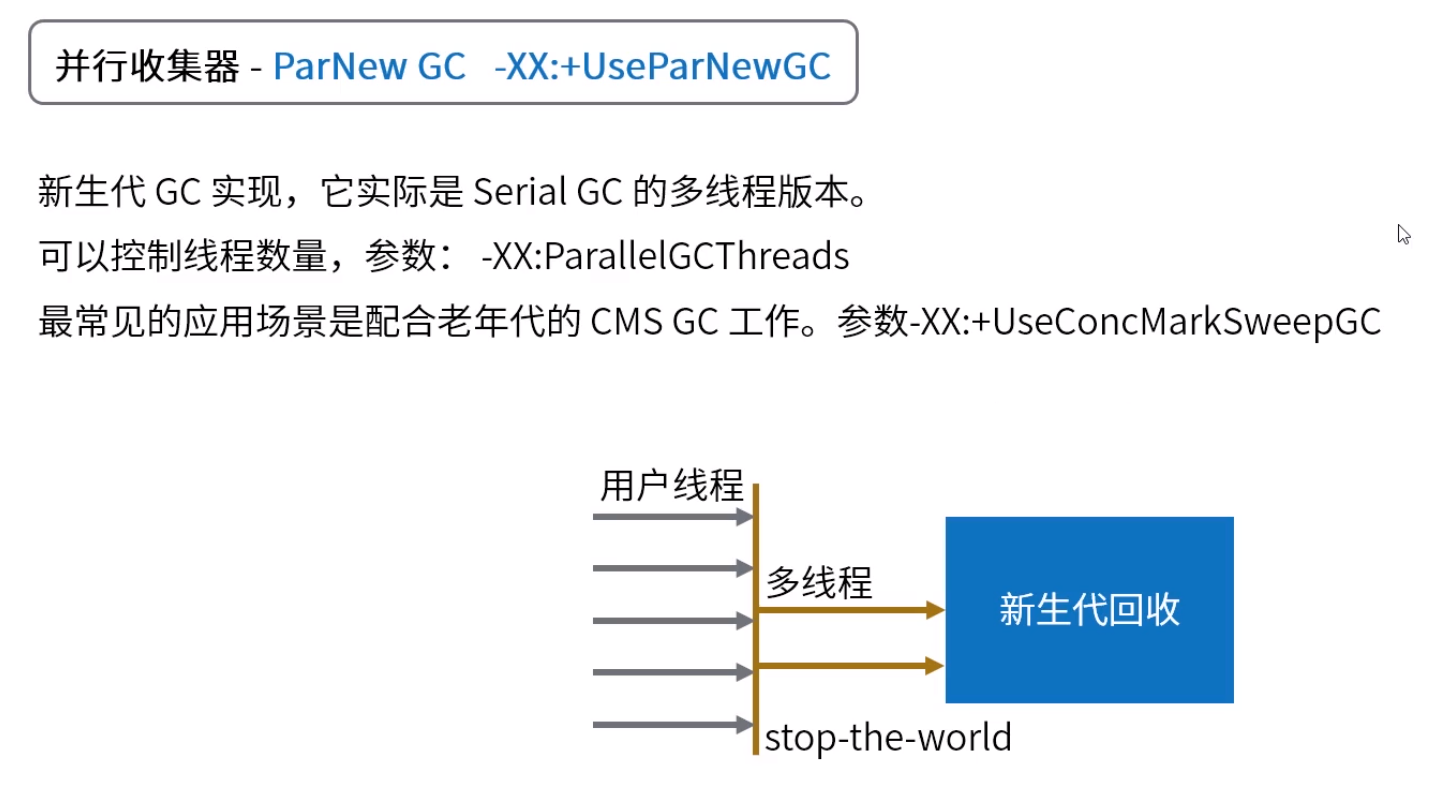 并行收集器 - ParNew GC -XX:+UseParNewGC
新生代 GC 实现，它实际是 Serial GC 的多线程版本。
可以控制线程数量，参数： -XX:ParallelGCThreads
最常见的应用场景是配合老年代的 CMS GC 工作。参数-XX:+UseConcMarkSweepGC
用户线程
多线程
新生代回收
stop-the-world